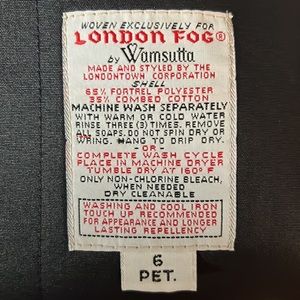 WOVEN EXCLUSIVELY FOR
LONDON FOG®
by Wamsutta
MADE AND STYLED BY THE
LONDONTOWN CORPORATION
SHELL
65% FORTREL POLYESTER
35% COMBED COTTON
MACHINE WASH SEPARATELY
WITH WARM OR COLD WATER
RINSE THREE (3) TIMES. REMOVE
ALL SOAPS. DO NOT SPIN DRY OR
WRING. HANG TO DRIP DRY.
-OR-
COMPLETE WASH CYCLE
PLACE IN MACHINE DRYER
TUMBLE DRY AT 160° F
ONLY NON-CHLORINE BLEACH,
WHEN NEEDED
DRY CLEANABLE
WASHING AND COOL IRON
TOUCH UP RECOMMENDED
FOR APPEARANCE AND LONGER
LASTING REPELLENCY
6
PET.